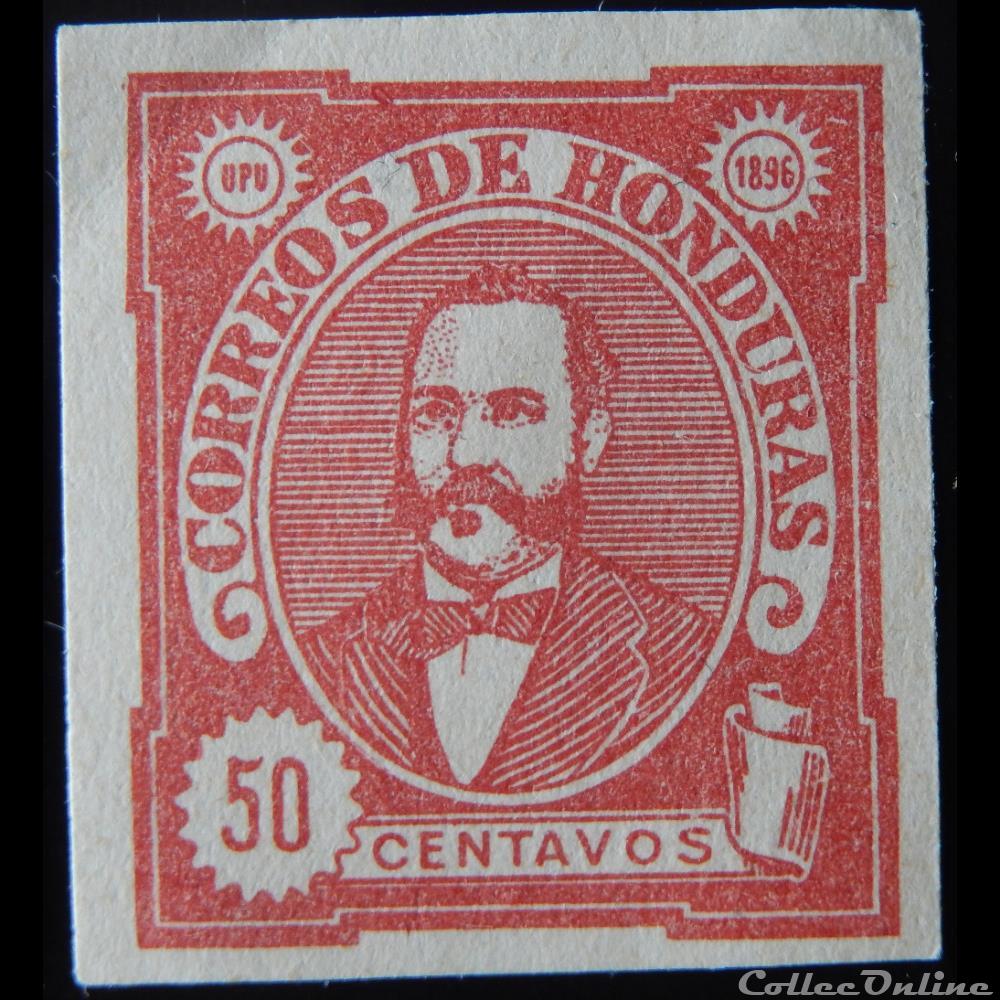 UPU
1896
CORREOS DE HONDURAS
50
CENTAVOS
CollecOnline